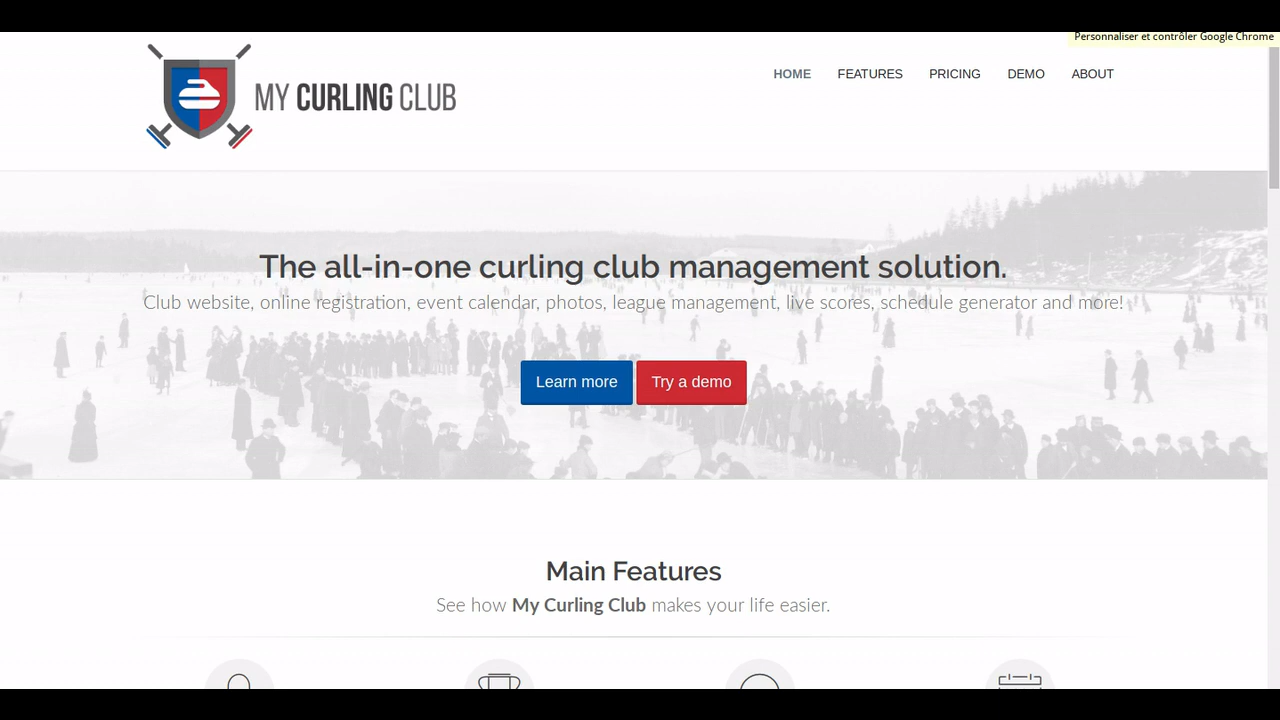 Personnaliser et contrôler Google Chrome
MY CURLING CLUB
HOME FEATURES PRICING DEMO ABOUT
The all-in-one curling club management solution.
Club website, online registration, event calendar, photos, league management, live scores, schedule generator and more!
Learn more Try a demo
Main Features
See how My Curling Club makes your life easier.